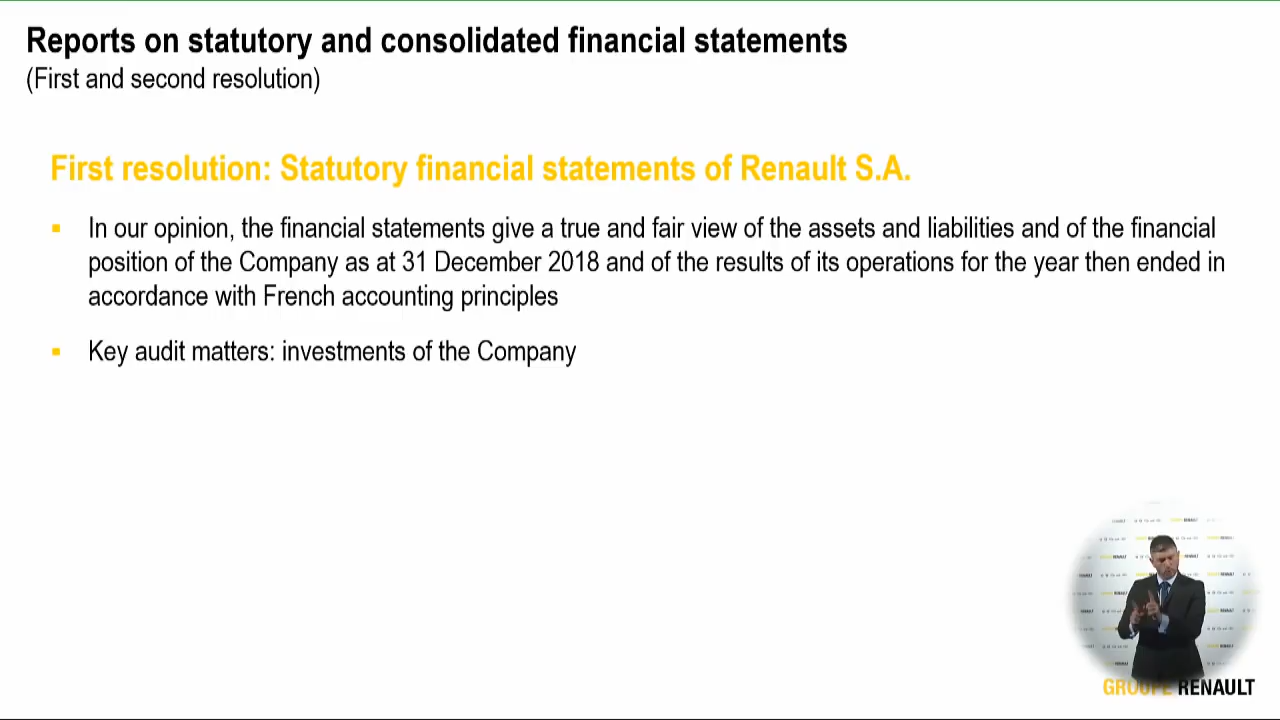 Reports on statutory and consolidated financial statements
(First and second resolution)
First resolution: Statutory financial statements of Renault S.A.
▪ In our opinion, the financial statements give a true and fair view of the assets and liabilities and of the financial
position of the Company as at 31 December 2018 and of the results of its operations for the year then ended in
accordance with French accounting principles
▪ Key audit matters: investments of the Company
GROUPE RENAULT